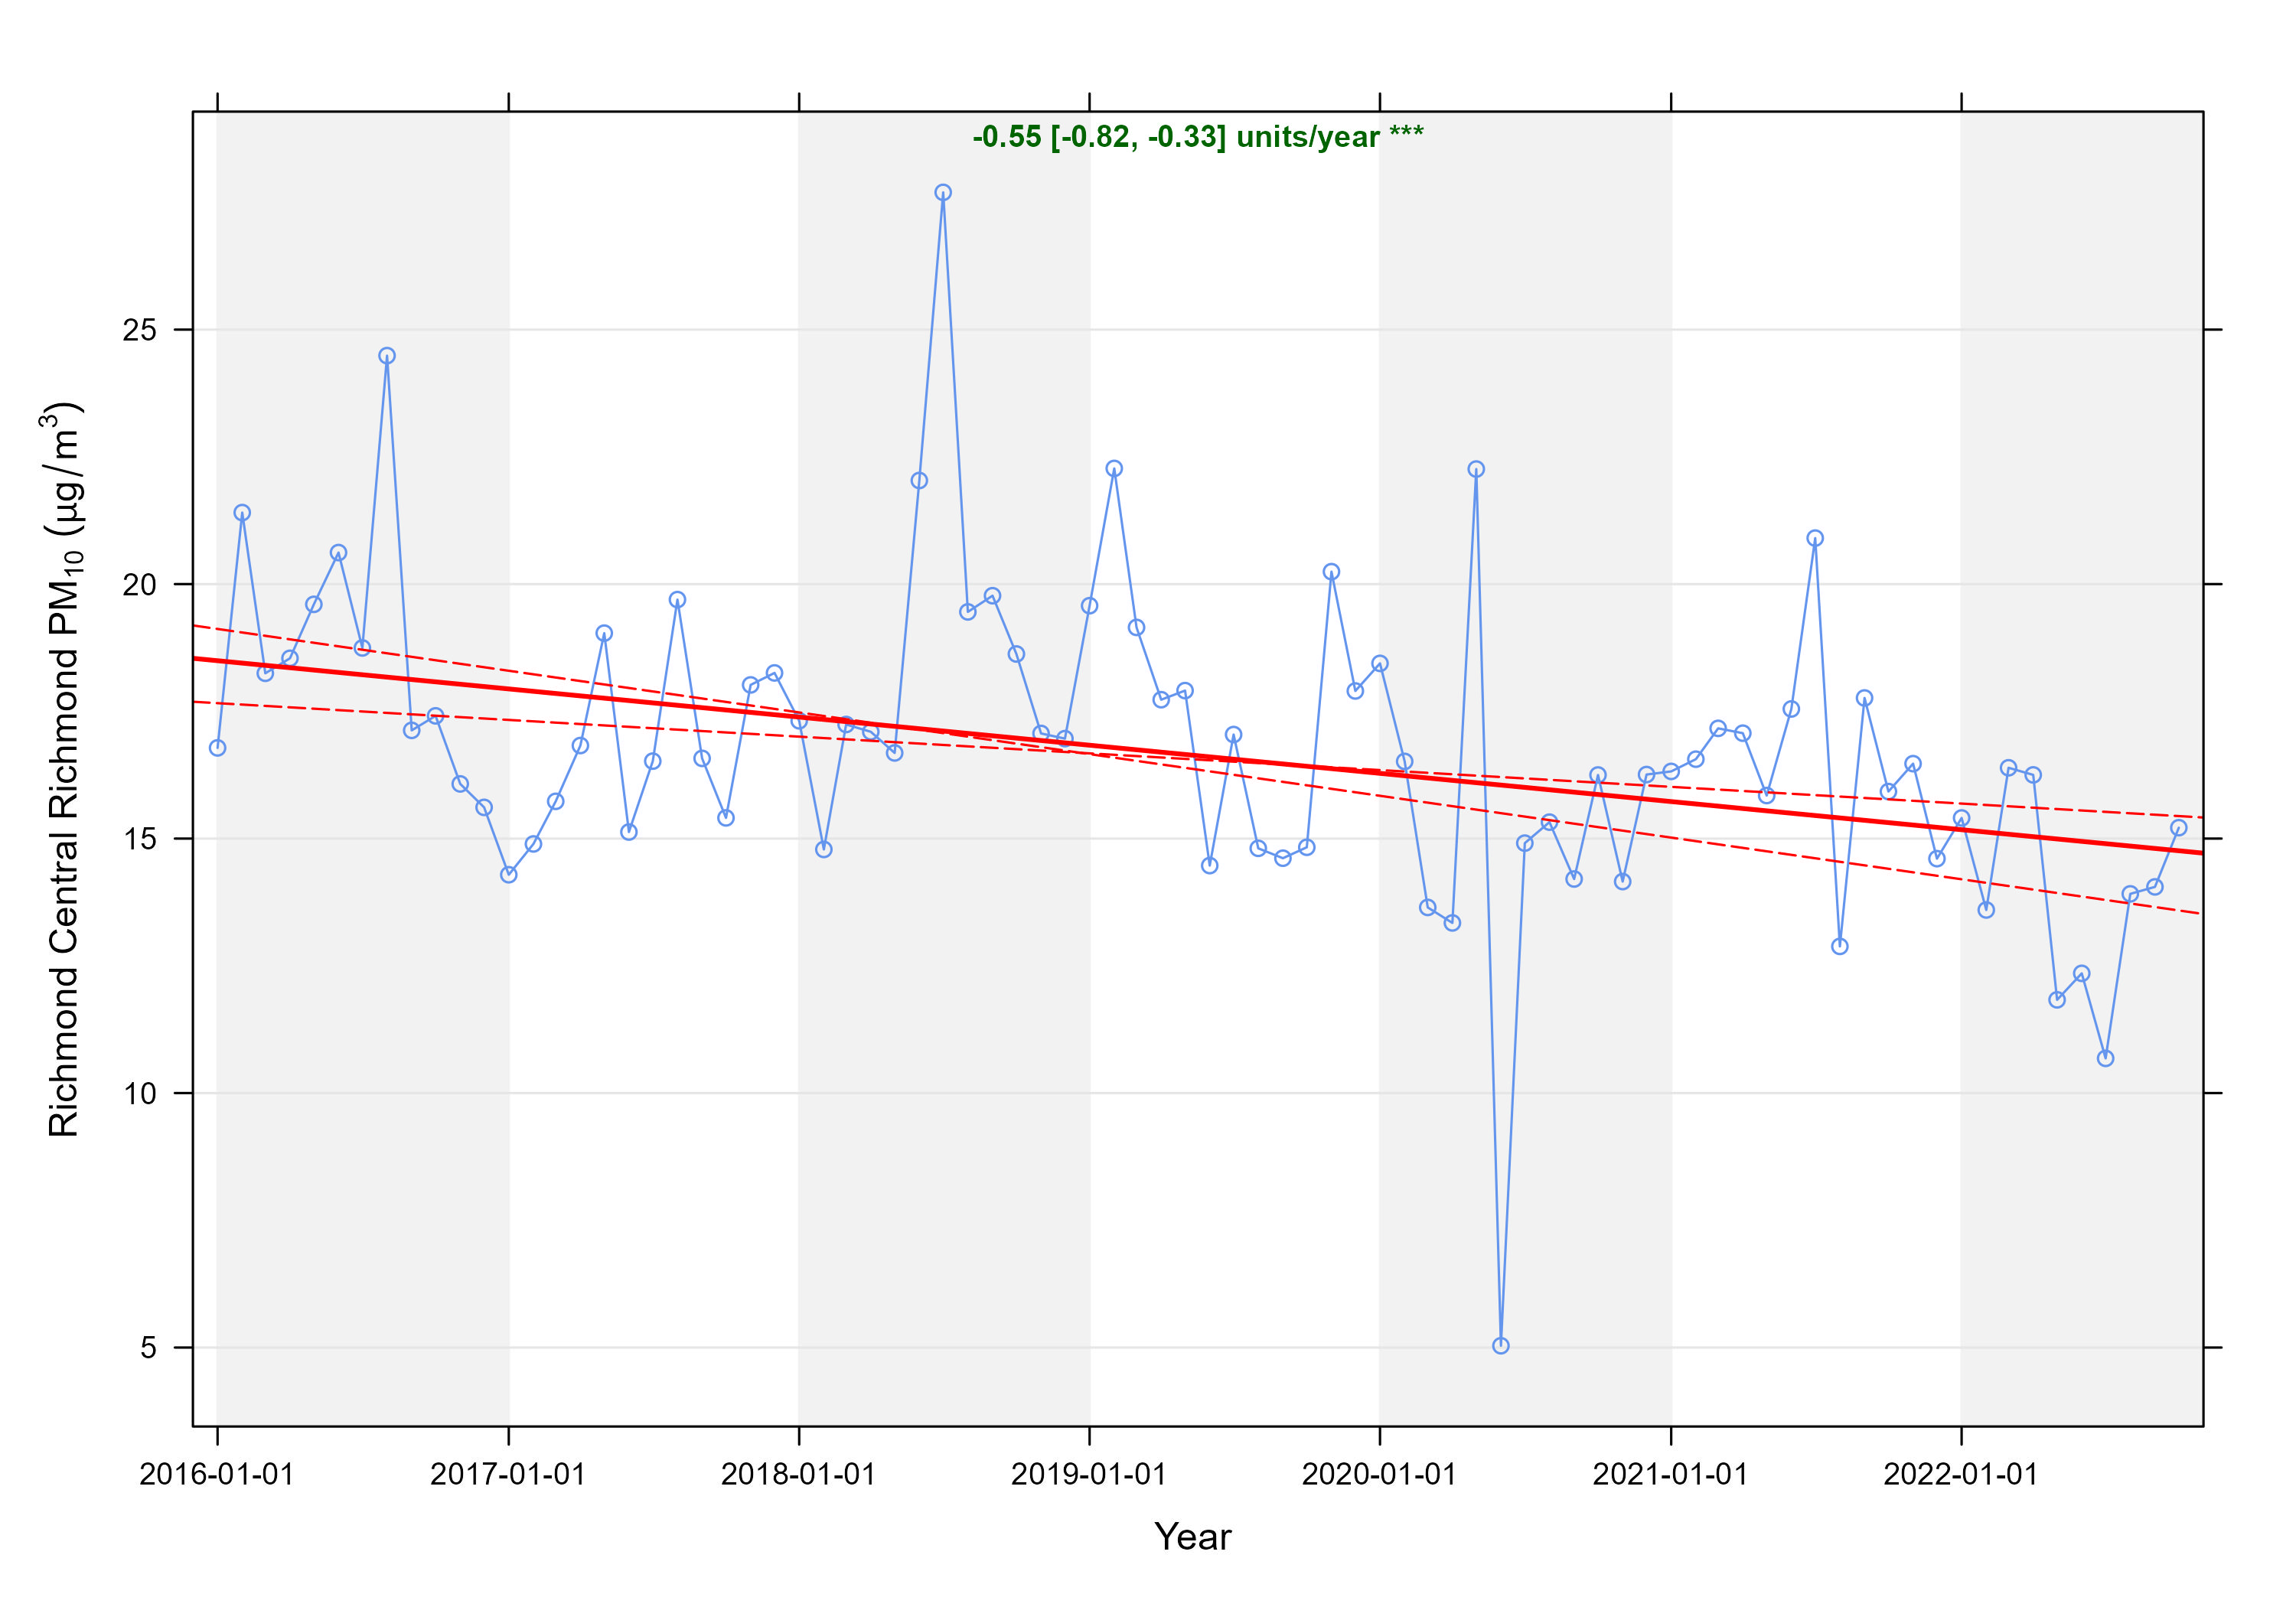 -0.55 [-0.82, -0.33] units/year ***
Richmond Central Richmond PM₁₀ (µg/m³)
25
20
15
10
5
2016-01-01 2017-01-01 2018-01-01 2019-01-01 2020-01-01 2021-01-01 2022-01-01
Year